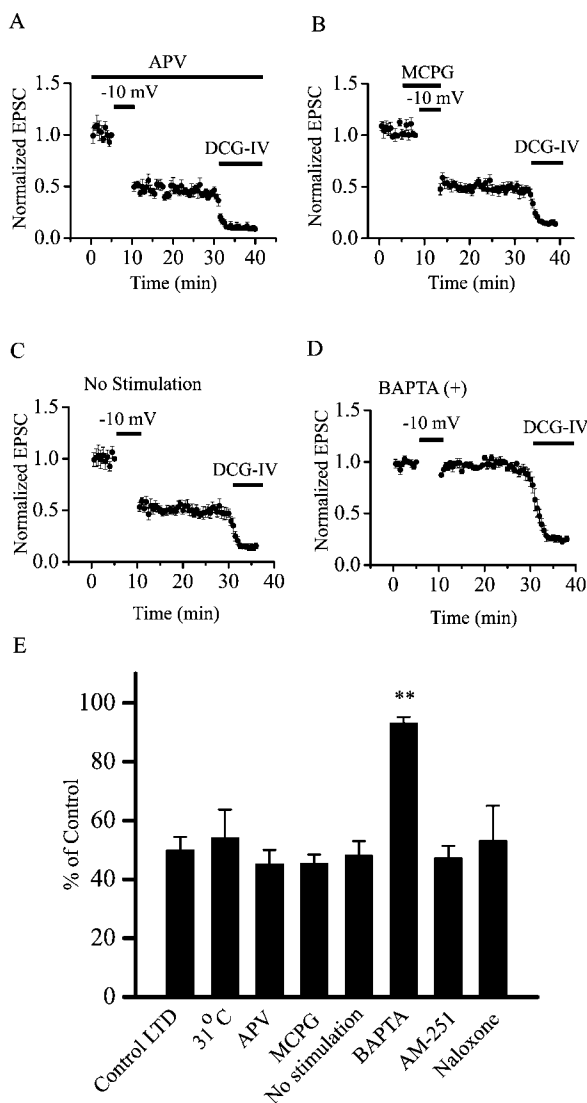 A
APV
-10 mV
DCG-IV
Normalized EPSC
1.5
1.0
0.5
0.0
0 10 20 30 40
Time (min)
B
MCPG
-10 mV
DCG-IV
Normalized EPSC
1.5
1.0
0.5
0.0
0 10 20 30 40
Time (min)
C
No Stimulation
-10 mV
DCG-IV
Normalized EPSC
1.5
1.0
0.5
0.0
0 10 20 30 40
Time (min)
D
BAPTA (+)
-10 mV
DCG-IV
Normalized EPSC
1.5
1.0
0.5
0.0
0 10 20 30 40
Time (min)
E
**
% of Control
100
80
60
40
20
0
Control LTD
31 °C
APV
MCPG
No stimulation
BAPTA
AM-251
Naloxone